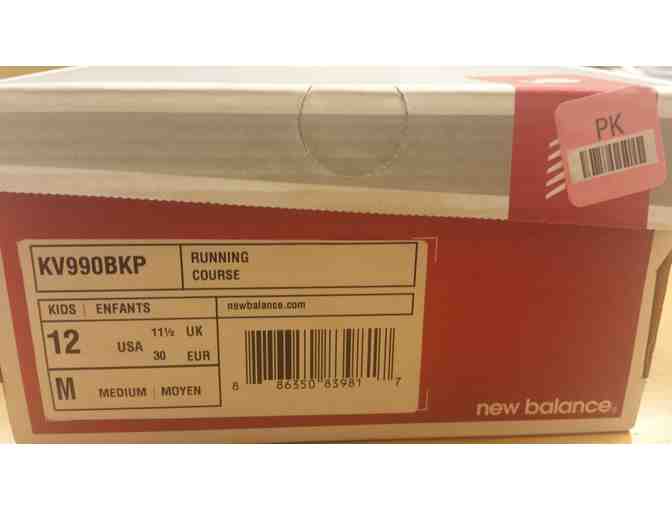 PK
KV990BKP
RUNNING
COURSE
KIDS | ENFANTS
newbalance.com
12 USA 11½ UK
30 EUR
M MEDIUM | MOYEN
8 86350 83981 7
new balance